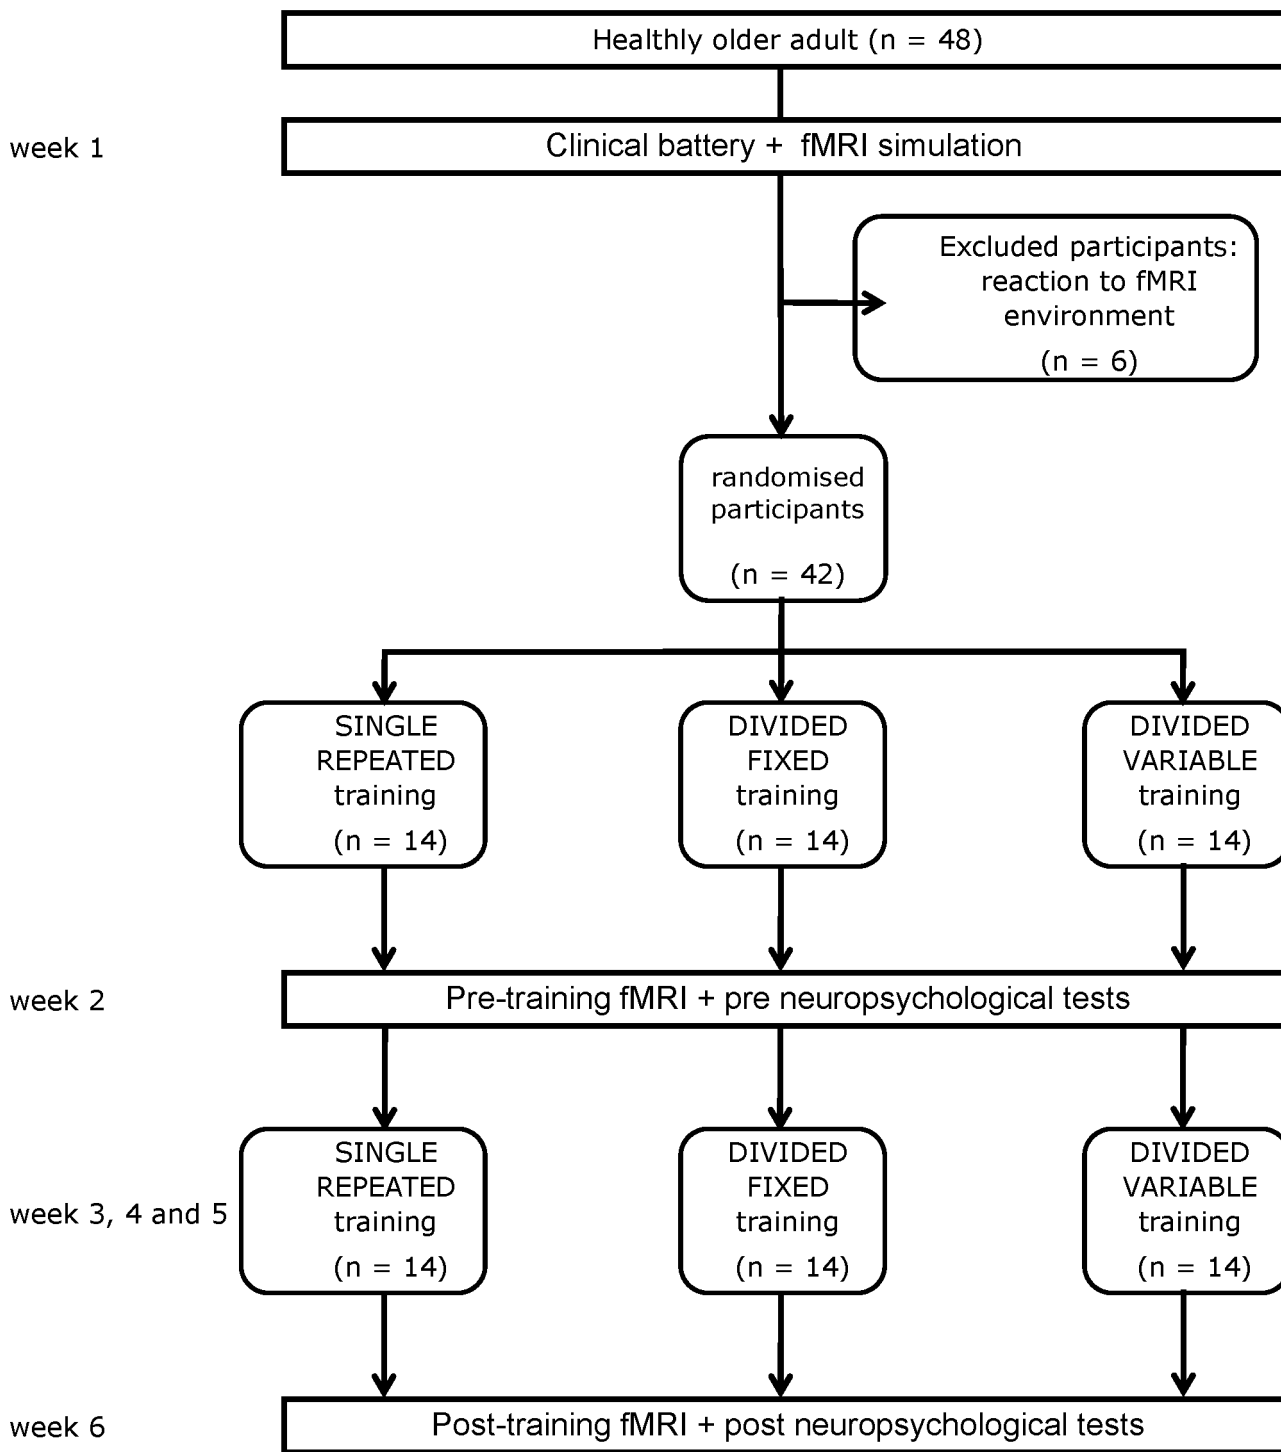 Healthly older adult (n = 48)
week 1
Clinical battery + fMRI simulation
Excluded participants:
reaction to fMRI
environment
(n = 6)
randomised
participants
(n = 42)
SINGLE
REPEATED
training
(n = 14)
DIVIDED
FIXED
training
(n = 14)
DIVIDED
VARIABLE
training
(n = 14)
week 2
Pre-training fMRI + pre neuropsychological tests
week 3, 4 and 5
SINGLE
REPEATED
training
(n = 14)
DIVIDED
FIXED
training
(n = 14)
DIVIDED
VARIABLE
training
(n = 14)
week 6
Post-training fMRI + post neuropsychological tests